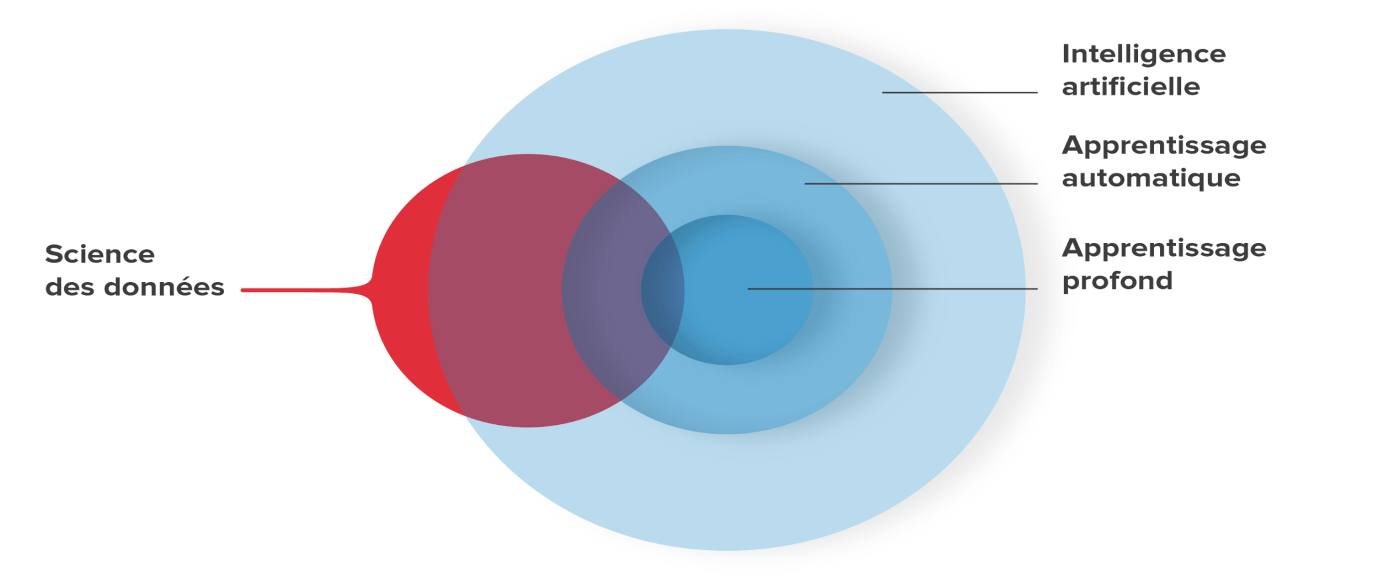 Intelligence
artificielle
Apprentissage
automatique
Apprentissage
profond
Science
des données